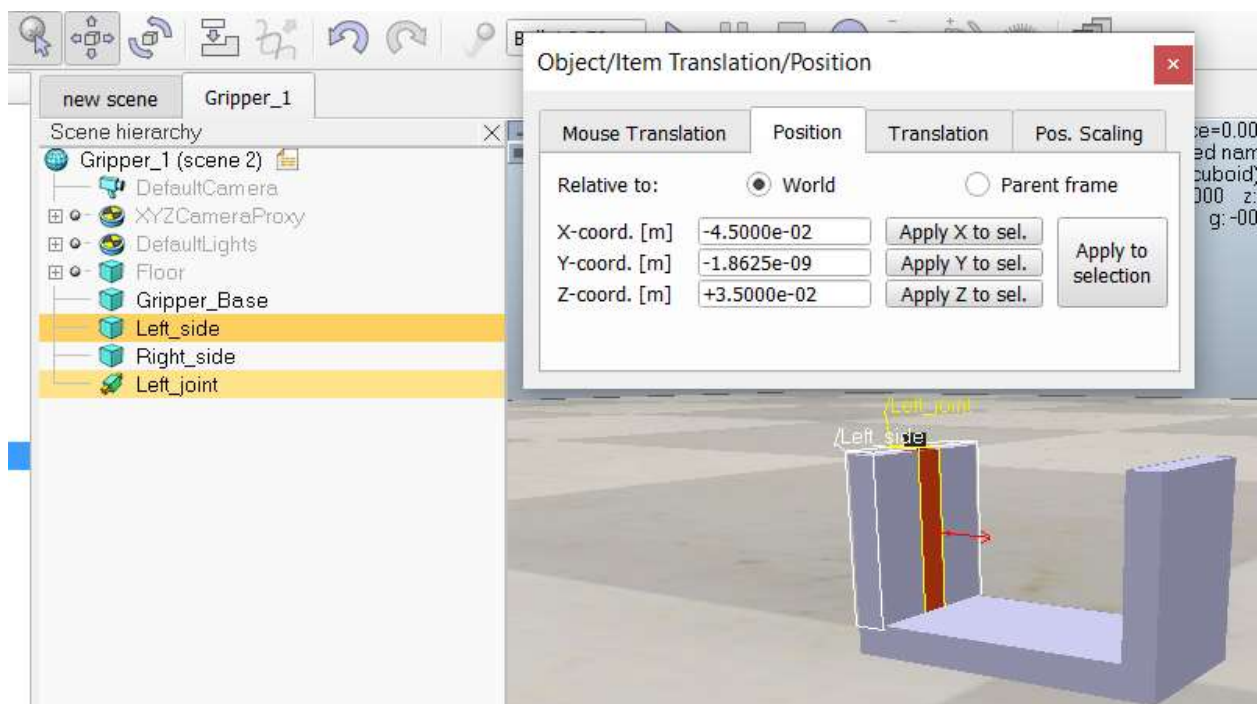 Object/Item Translation/Position
new scene
Gripper_1
Scene hierarchy
Gripper_1 (scene 2)
DefaultCamera
XYZCameraProxy
DefaultLights
Floor
Gripper_Base
Left_side
Right_side
Left_joint
Mouse Translation
Position
Translation
Pos. Scaling
Relative to:
World
Parent frame
X-coord. [m]
-4.5000e-02
Apply X to sel.
Y-coord. [m]
-1.8625e-09
Apply Y to sel.
Z-coord. [m]
+3.5000e-02
Apply Z to sel.
Apply to
selection
/Left_joint
/Left_side